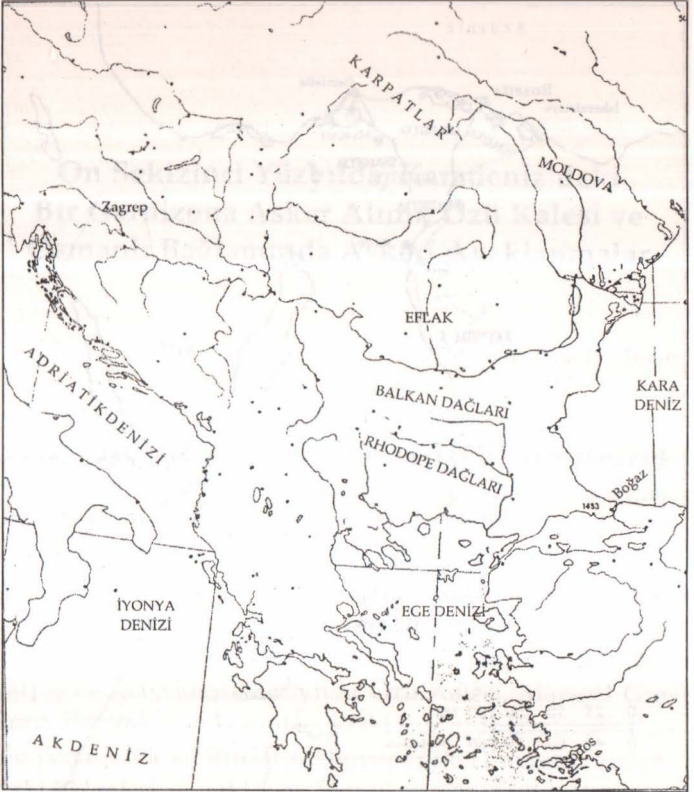 KARPATLAR
MOLDOVA
Zagrep
EFLAK
ADRİATİKDENİZİ
BALKAN DAĞLARI
KARA
DENİZ
RHODOPE DAĞLARI
Boğaz
1453
İYONYA
DENİZİ
EGE DENİZİ
AKDENİZ